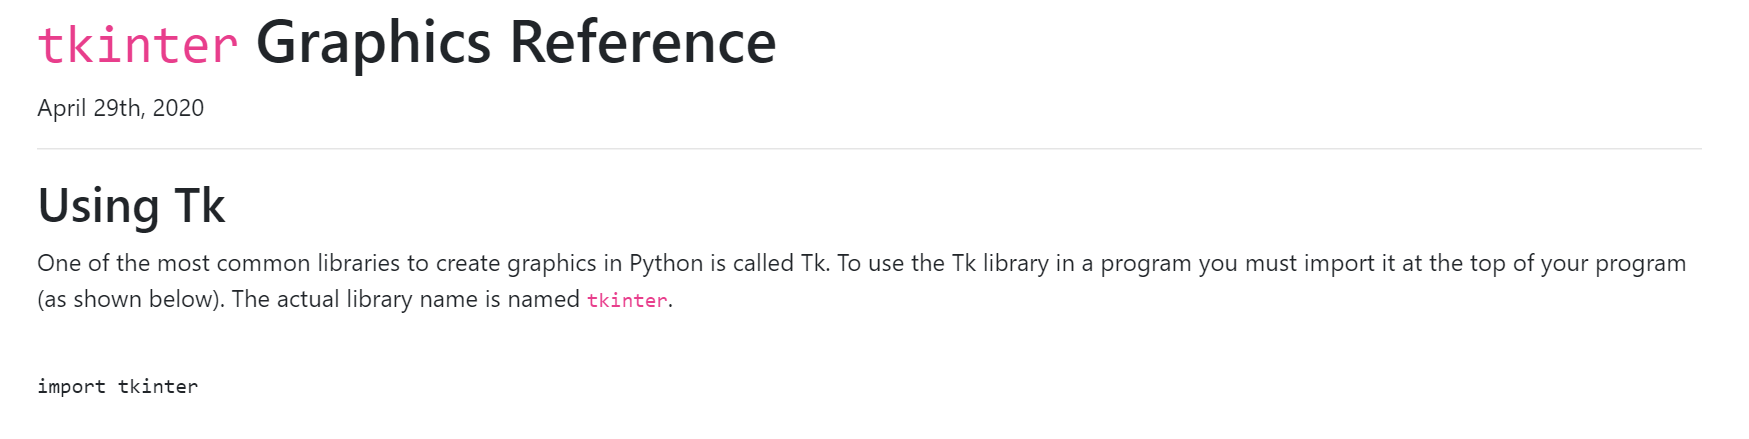 tkinter Graphics Reference
April 29th, 2020
Using Tk
One of the most common libraries to create graphics in Python is called Tk. To use the Tk library in a program you must import it at the top of your program
(as shown below). The actual library name is named tkinter.
import tkinter